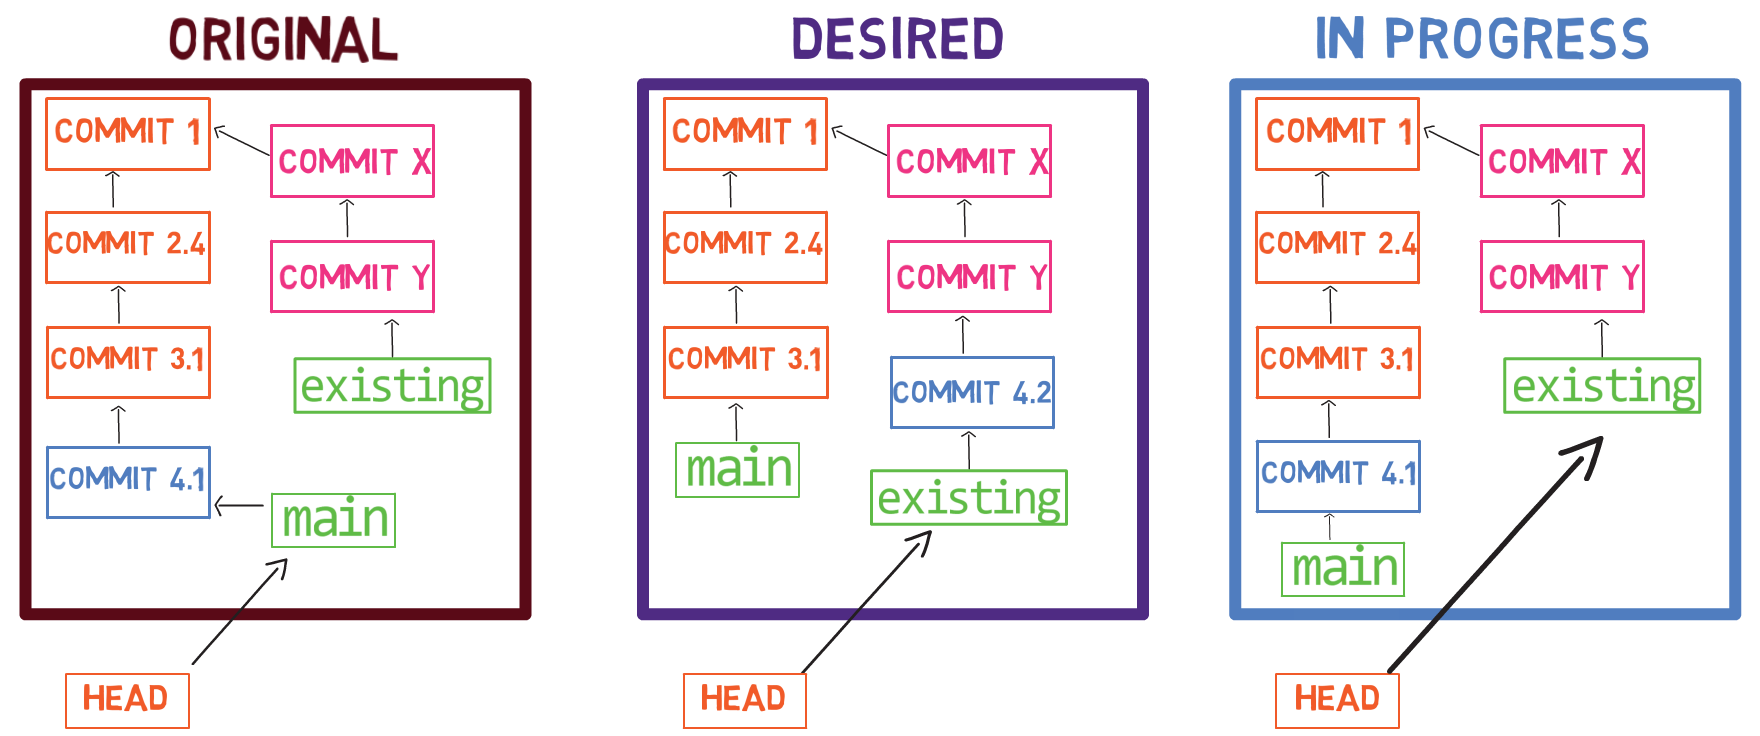 ORIGINAL
COMMIT 1
COMMIT X
COMMIT 2.4
COMMIT Y
COMMIT 3.1
existing
COMMIT 4.1
main
HEAD
DESIRED
COMMIT 1
COMMIT X
COMMIT 2.4
COMMIT Y
COMMIT 3.1
COMMIT 4.2
main
existing
HEAD
IN PROGRESS
COMMIT 1
COMMIT X
COMMIT 2.4
COMMIT Y
COMMIT 3.1
existing
COMMIT 4.1
main
HEAD